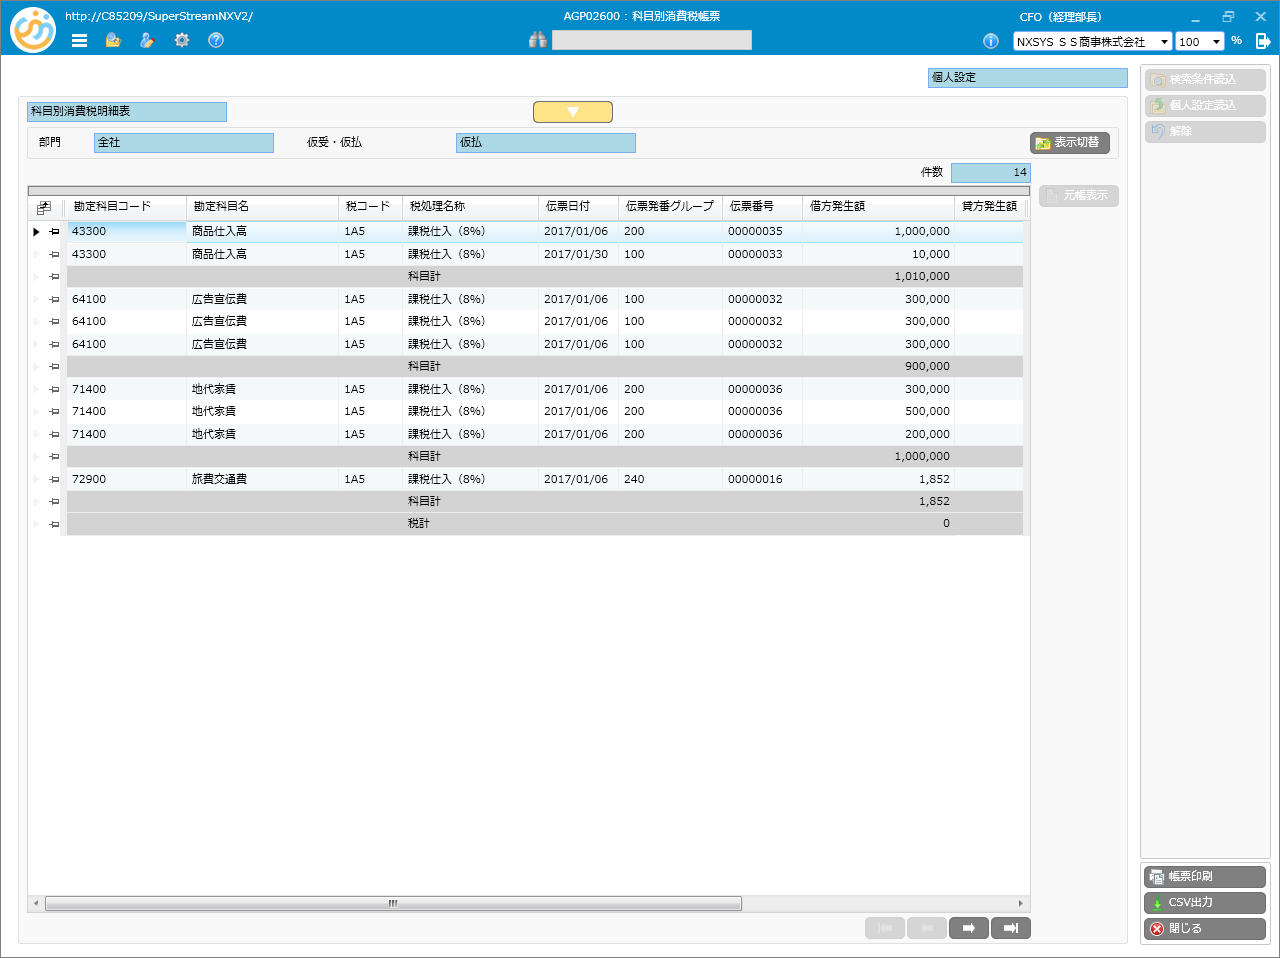 http://C85209/SuperStreamNXV2/
AGP02600：科目別消費税帳票
CFO（経理部長）
NXSYS ＳＳ商事株式会社
100
%
個人設定
検索条件読込
個人設定読込
解除
科目別消費税明細表
部門
全社
仮受・仮払
仮払
表示切替
件数
14
元帳表示
勘定科目コード 勘定科目名 税コード 税処理名称 伝票日付 伝票発番グループ 伝票番号 借方発生額 貸方発生額
43300 商品仕入高 1A5 課税仕入（8%） 2017/01/06 200 00000035 1,000,000
43300 商品仕入高 1A5 課税仕入（8%） 2017/01/30 100 00000033 10,000
科目計 1,010,000
64100 広告宣伝費 1A5 課税仕入（8%） 2017/01/06 100 00000032 300,000
64100 広告宣伝費 1A5 課税仕入（8%） 2017/01/06 100 00000032 300,000
64100 広告宣伝費 1A5 課税仕入（8%） 2017/01/06 100 00000032 300,000
科目計 900,000
71400 地代家賃 1A5 課税仕入（8%） 2017/01/06 200 00000036 300,000
71400 地代家賃 1A5 課税仕入（8%） 2017/01/06 200 00000036 500,000
71400 地代家賃 1A5 課税仕入（8%） 2017/01/06 200 00000036 200,000
科目計 1,000,000
72900 旅費交通費 1A5 課税仕入（8%） 2017/01/06 240 00000016 1,852
科目計 1,852
税計 0
帳票印刷
CSV出力
閉じる